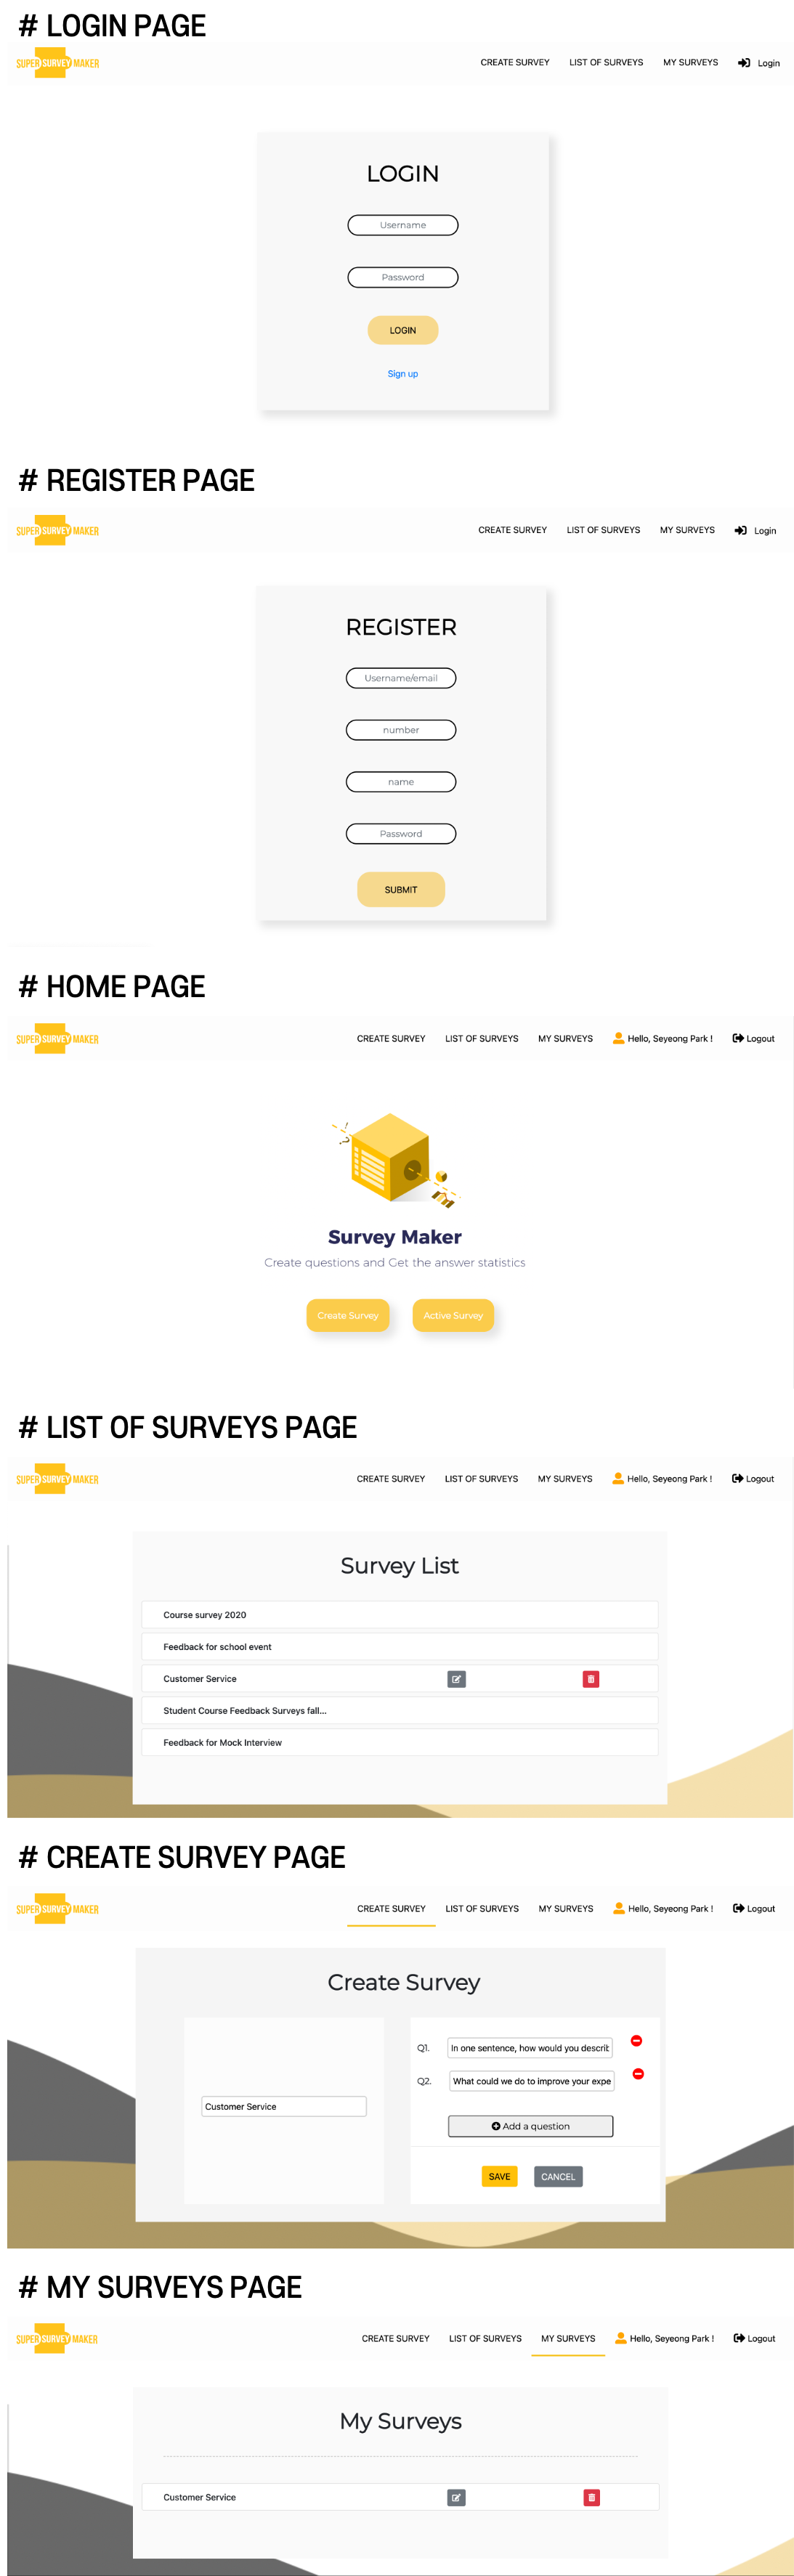 # LOGIN PAGE
SUPER SURVEY MAKER
CREATE SURVEY LIST OF SURVEYS MY SURVEYS Login
LOGIN
Username
Password
LOGIN
Sign up
# REGISTER PAGE
SUPER SURVEY MAKER
CREATE SURVEY LIST OF SURVEYS MY SURVEYS Login
REGISTER
Username/email
number
name
Password
SUBMIT
# HOME PAGE
SUPER SURVEY MAKER
CREATE SURVEY LIST OF SURVEYS MY SURVEYS Hello, Seyeong Park ! Logout
Survey Maker
Create questions and Get the answer statistics
Create Survey Active Survey
# LIST OF SURVEYS PAGE
SUPER SURVEY MAKER
CREATE SURVEY LIST OF SURVEYS MY SURVEYS Hello, Seyeong Park ! Logout
Survey List
Course survey 2020
Feedback for school event
Customer Service
Student Course Feedback Surveys fall...
Feedback for Mock Interview
# CREATE SURVEY PAGE
SUPER SURVEY MAKER
CREATE SURVEY LIST OF SURVEYS MY SURVEYS Hello, Seyeong Park ! Logout
Create Survey
Customer Service
Q1. In one sentence, how would you describ
Q2. What could we do to improve your expe
Add a question
SAVE CANCEL
# MY SURVEYS PAGE
SUPER SURVEY MAKER
CREATE SURVEY LIST OF SURVEYS MY SURVEYS Hello, Seyeong Park ! Logout
My Surveys
Customer Service